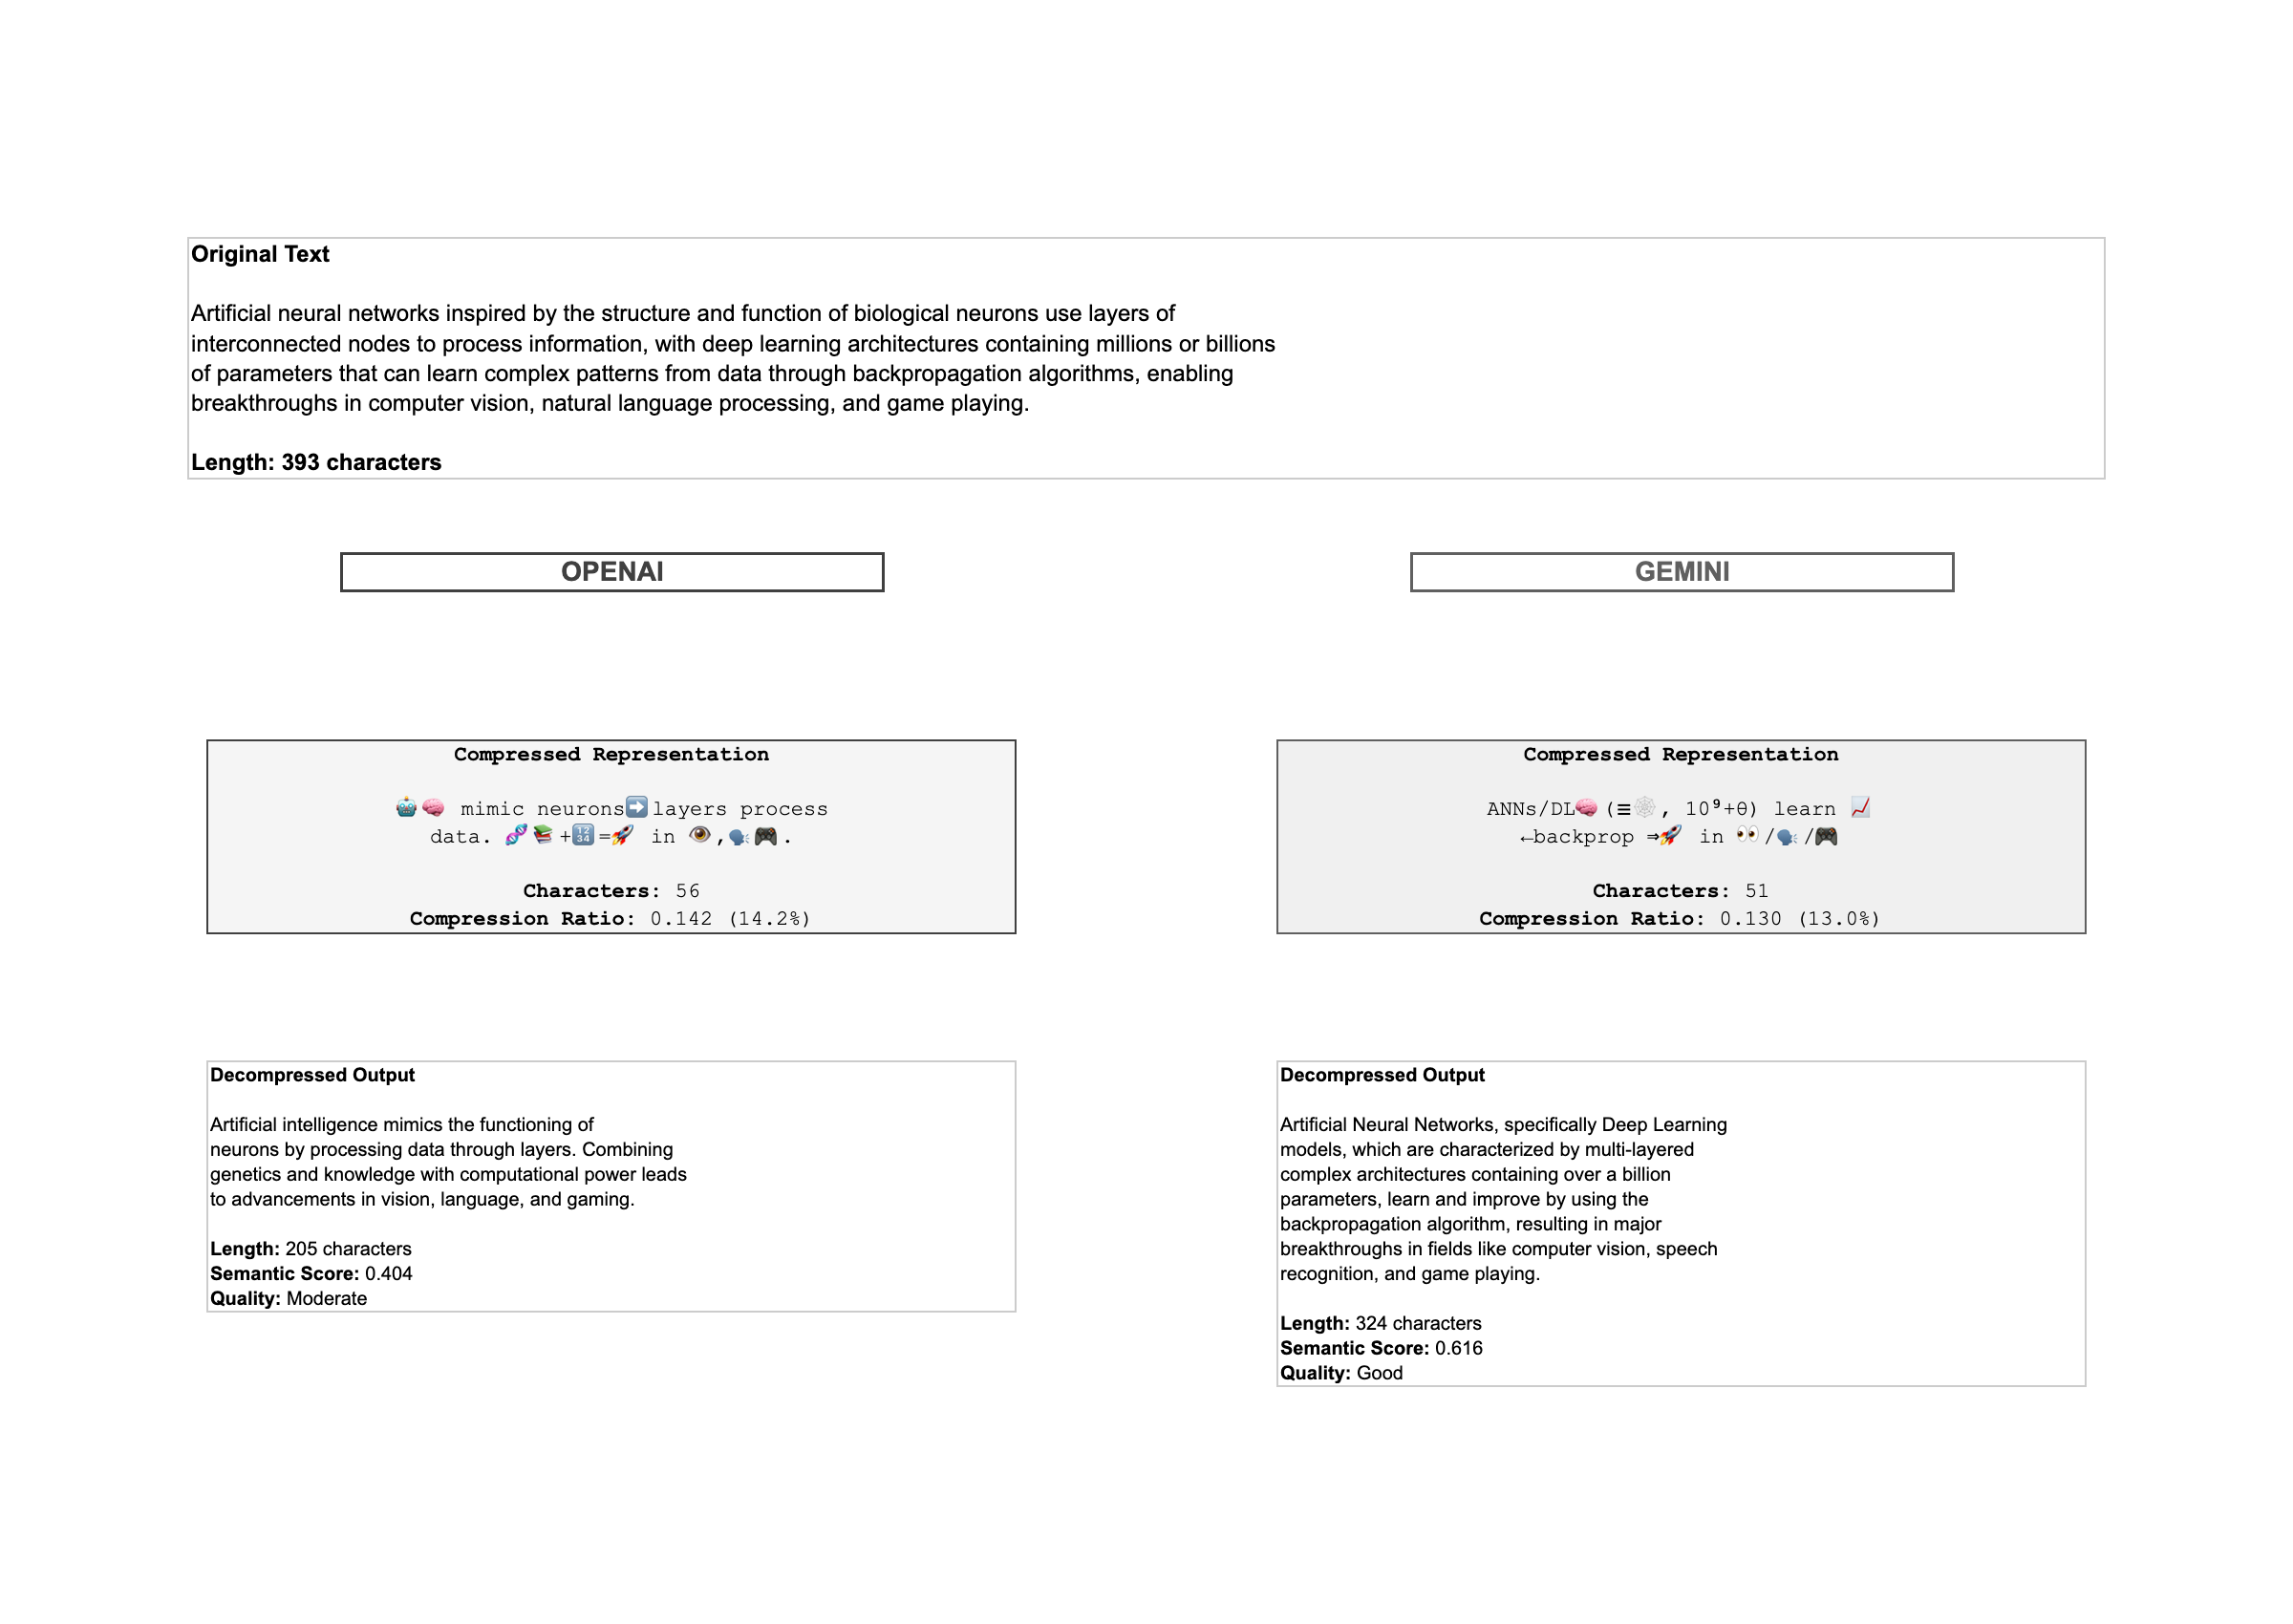 Original Text
Artificial neural networks inspired by the structure and function of biological neurons use layers of
interconnected nodes to process information, with deep learning architectures containing millions or billions
of parameters that can learn complex patterns from data through backpropagation algorithms, enabling
breakthroughs in computer vision, natural language processing, and game playing.
Length: 393 characters
OPENAI
Compressed Representation
🤖🧠 mimic neurons➡️layers process
data. 🧬📚+🔢=🚀 in 👁️,🗣️🎮.
Characters: 56
Compression Ratio: 0.142 (14.2%)
Decompressed Output
Artificial intelligence mimics the functioning of
neurons by processing data through layers. Combining
genetics and knowledge with computational power leads
to advancements in vision, language, and gaming.
Length: 205 characters
Semantic Score: 0.404
Quality: Moderate
GEMINI
Compressed Representation
ANNs/DL🧠(≡🕸️, 10⁹+θ) learn 📈
←backprop ⇒🚀 in 👀/🗣️/🎮
Characters: 51
Compression Ratio: 0.130 (13.0%)
Decompressed Output
Artificial Neural Networks, specifically Deep Learning
models, which are characterized by multi-layered
complex architectures containing over a billion
parameters, learn and improve by using the
backpropagation algorithm, resulting in major
breakthroughs in fields like computer vision, speech
recognition, and game playing.
Length: 324 characters
Semantic Score: 0.616
Quality: Good